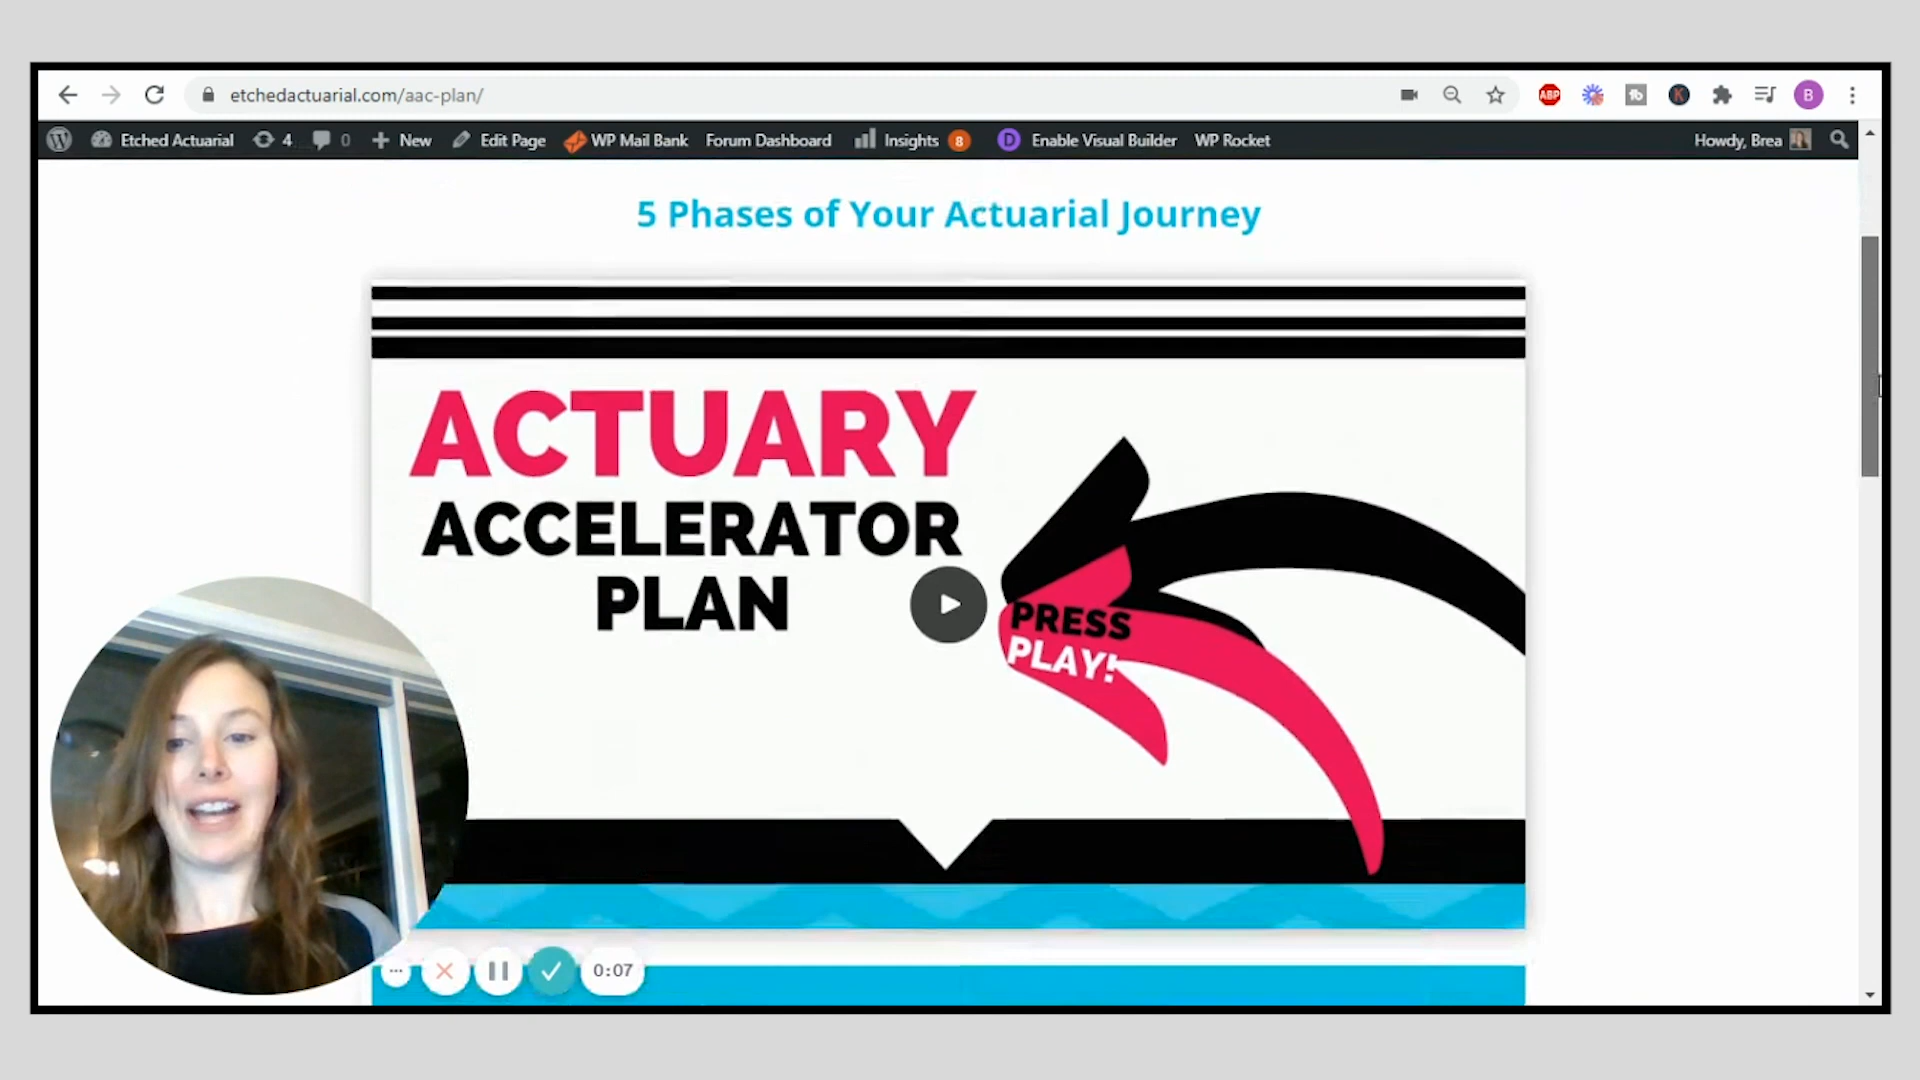 etchedactuarial.com/aac-plan/
ABP
tb
K
B
Etched Actuarial 4 0 New Edit Page WP Mail Bank Forum Dashboard Insights 8 D Enable Visual Builder WP Rocket Howdy, Brea
5 Phases of Your Actuarial Journey
ACTUARY
ACCELERATOR
PLAN
PRESS
PLAY!
0:07